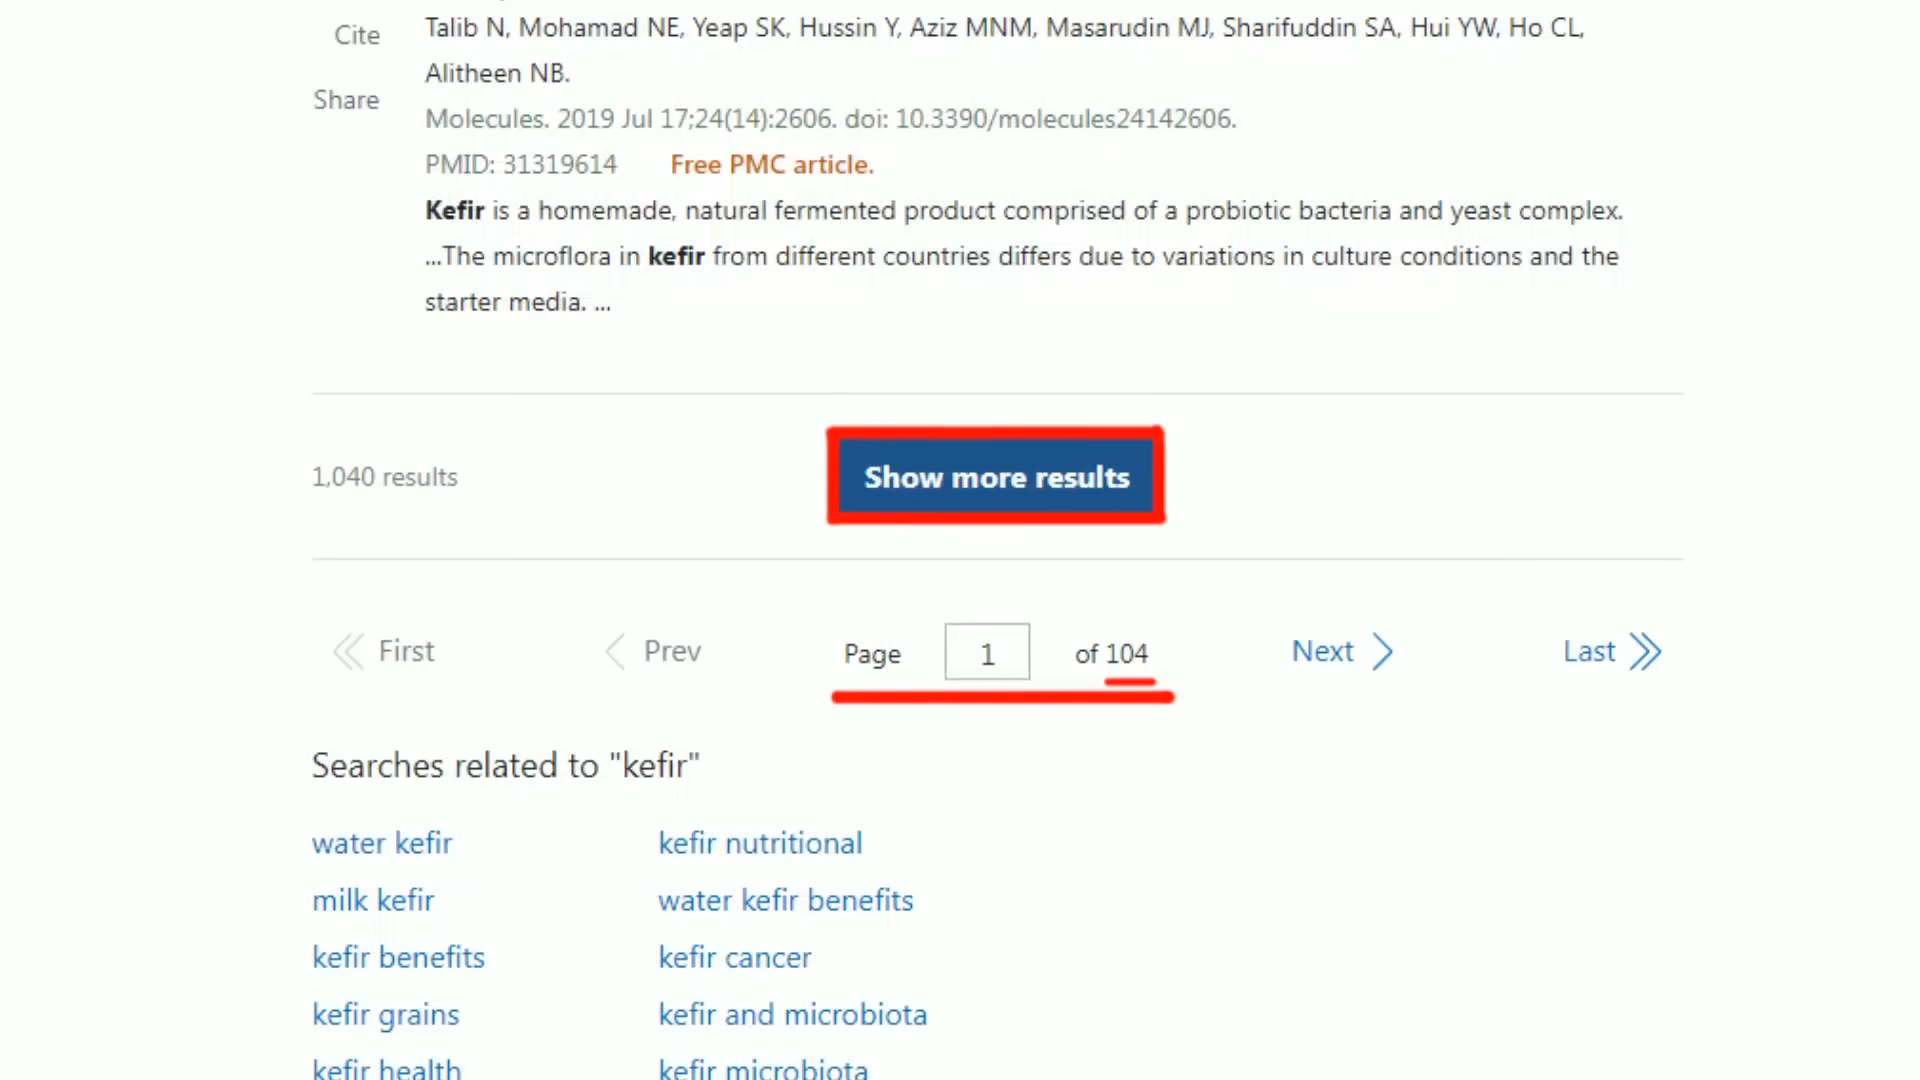 Cite
Share
Talib N, Mohamad NE, Yeap SK, Hussin Y, Aziz MNM, Masarudin MJ, Sharifuddin SA, Hui YW, Ho CL,
Alitheen NB.
Molecules. 2019 Jul 17;24(14):2606. doi: 10.3390/molecules24142606.
PMID: 31319614 Free PMC article.
Kefir is a homemade, natural fermented product comprised of a probiotic bacteria and yeast complex.
...The microflora in kefir from different countries differs due to variations in culture conditions and the
starter media. ...
1,040 results
Show more results
First
Prev
Page 1 of 104
Next
Last
Searches related to "kefir"
water kefir
milk kefir
kefir benefits
kefir grains
kefir health
kefir nutritional
water kefir benefits
kefir cancer
kefir and microbiota
kefir microbiota